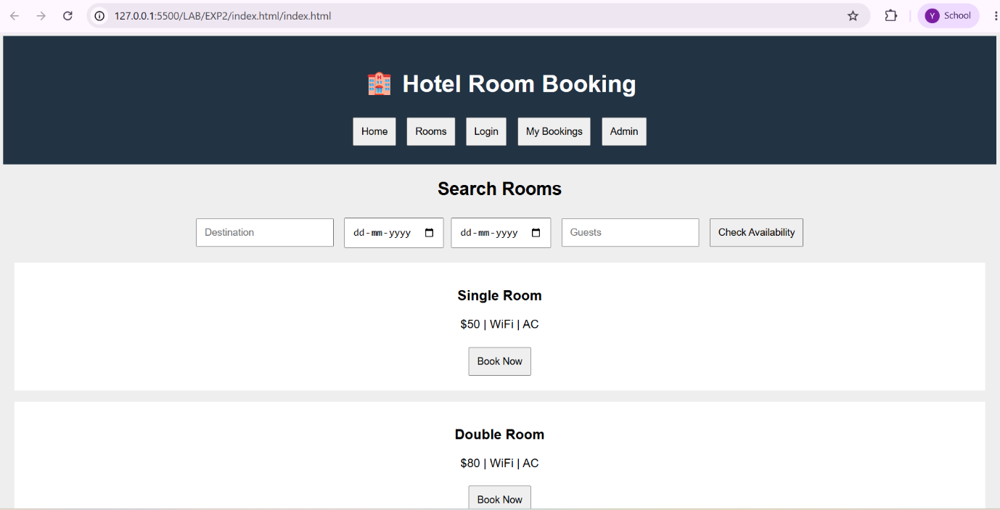 127.0.0.1:5500/LAB/EXP2/index.html/index.html
Y School
🏨 Hotel Room Booking
Home Rooms Login My Bookings Admin
Search Rooms
Destination dd-mm-yyyy dd-mm-yyyy Guests Check Availability
Single Room
$50 | WiFi | AC
Book Now
Double Room
$80 | WiFi | AC
Book Now